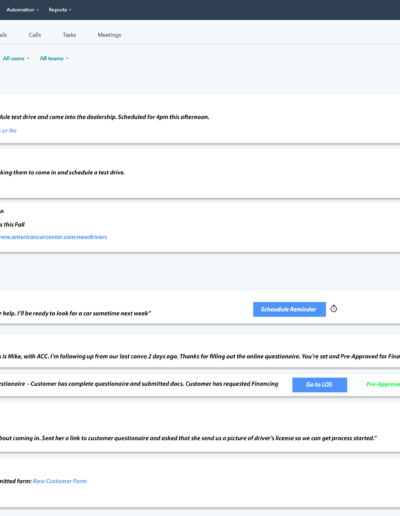 Automation Reports
ails Calls Tasks Meetings
All users All teams
dule test drive and come into the dealership. Scheduled for 4pm this afternoon.
or No
king them to come in and schedule a test drive.
n
s this Fall
www.americancarcenter.com/newdrivers
r help. I'll be ready to look for a car sometime next week" Scheudule Reminder
s is Mike, with ACC. I'm following up from our last convo 2 days ago. Thanks for filling out the online questionaire. You're set and Pre-Approved for Fina
estionaire - Customer has complete questionaire and submitted docs. Customer has requested Financing Go to LOS Pre-Approve
bout coming in. Sent her a link to customer questionaire and asked that she send us a picture of driver's license so we can get process started."
mitted form: New Customer Form